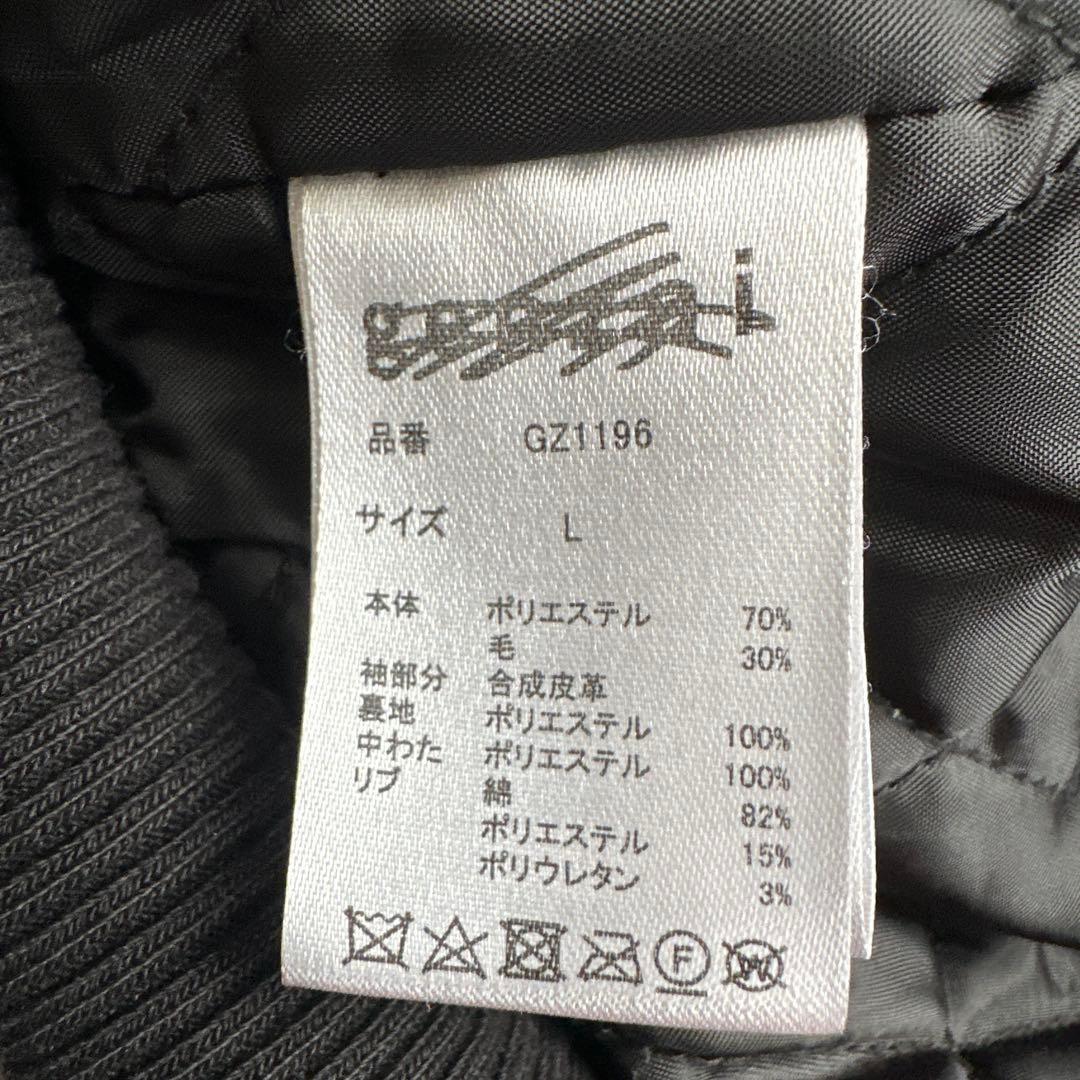 品番 GZ1196
サイズ L
本体 ポリエステル 70%
毛 30%
袖部分 合成皮革
裏地 ポリエステル 100%
中わた ポリエステル 100%
リブ 綿 82%
ポリエステル 15%
ポリウレタン 3%
F W